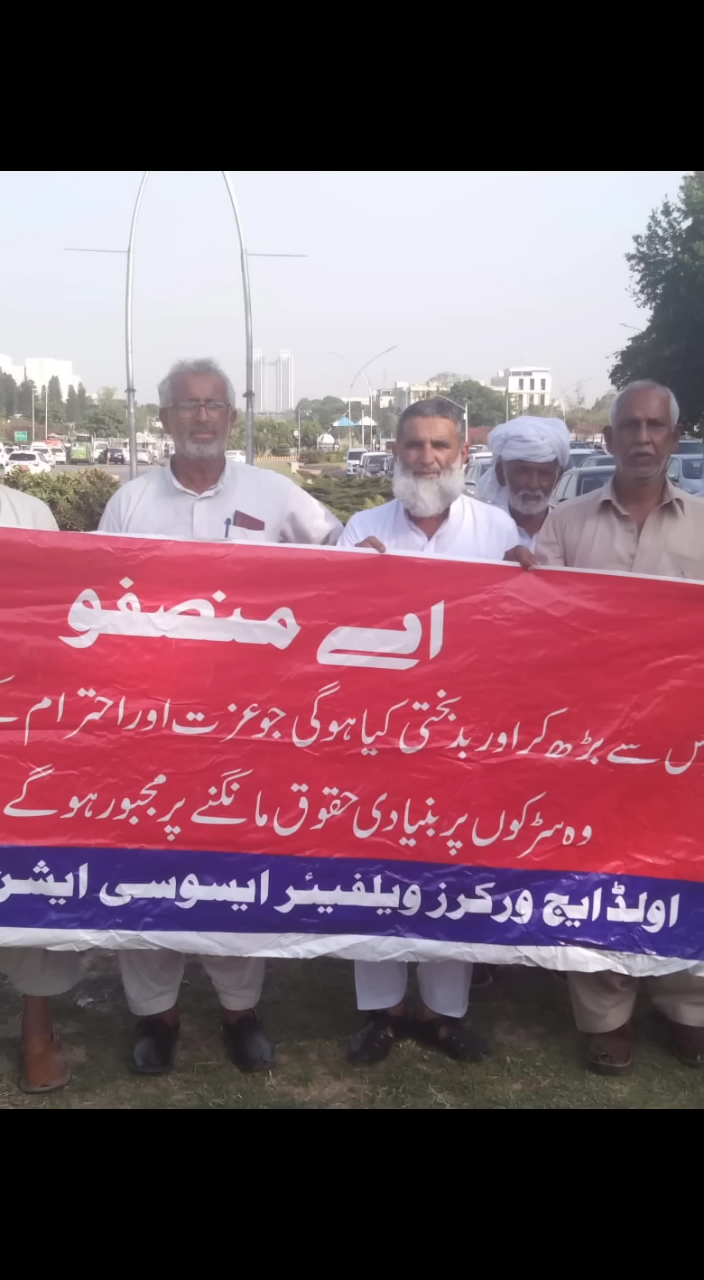 اے منصفو
س سے بڑھ کر اور بدبختی کیا ہوگی جو عزت اور احترام کے
وہ سڑکوں پر بنیادی حقوق مانگنے پر مجبور ہوگے
اولڈ ایج ورکرز ویلفیئر ایسوسی ایشن